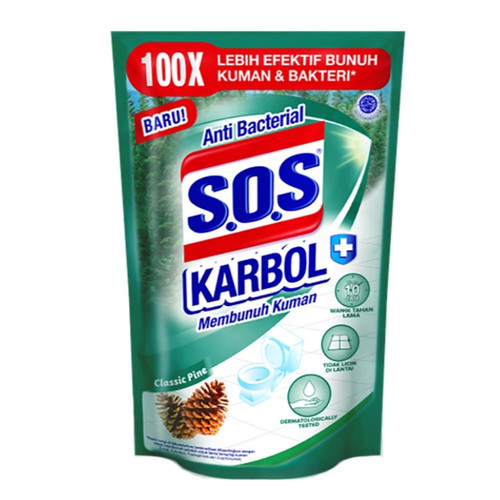 100X
LEBIH EFEKTIF BUNUH
KUMAN & BAKTERI*
BARU!
Anti Bacterial
S.O.S
KARBOL
Membunuh Kuman
WANGI TAHAN
LAMA
TIDAK LICIN
DI LANTAI
Classic Pine
DERMATOLOGICALLY
TESTED